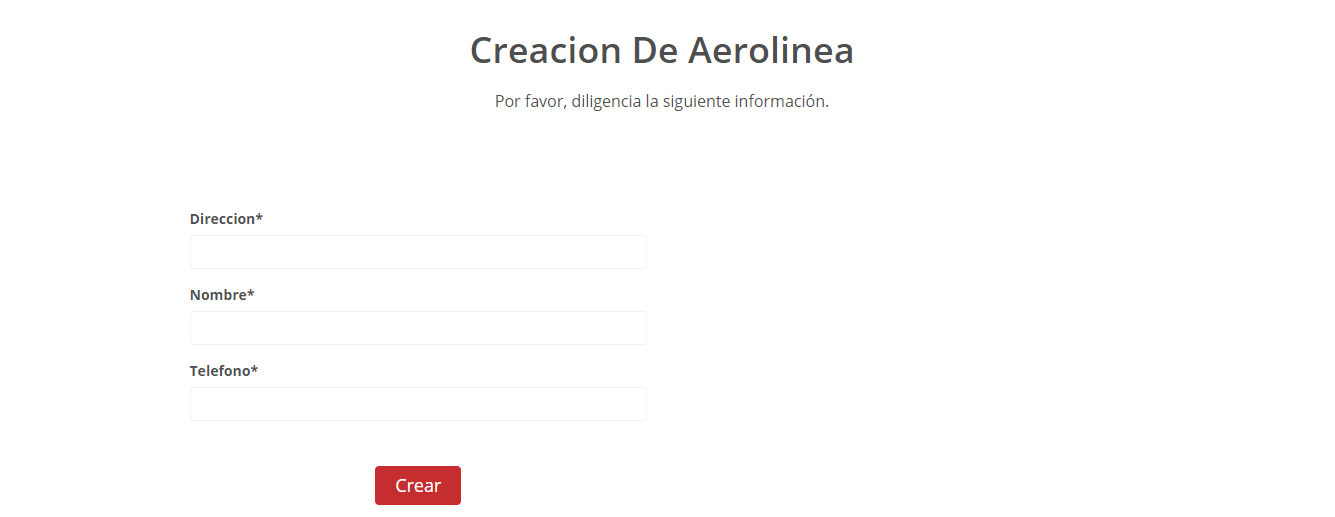 Creacion De Aerolinea
Por favor, diligencia la siguiente información.
Direccion*
Nombre*
Telefono*
Crear